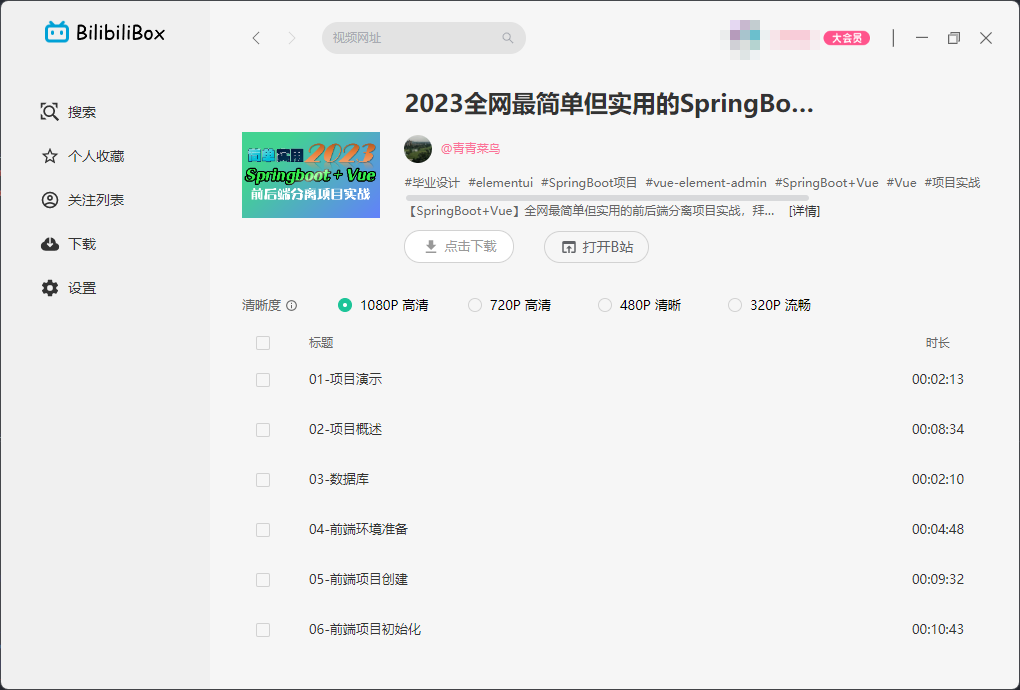 BilibiliBox
视频网址
大会员
搜索
个人收藏
关注列表
下载
设置
2023全网最简单但实用的SpringBo...
简单实用2023
Springboot + Vue
前后端分离项目实战
@青青菜鸟
#毕业设计 #elementui #SpringBoot项目 #vue-element-admin #SpringBoot+Vue #Vue #项目实战
【SpringBoot+Vue】全网最简单但实用的前后端分离项目实战，拜... [详情]
点击下载 打开B站
清晰度 1080P 高清 720P 高清 480P 清晰 320P 流畅
标题 时长
01-项目演示 00:02:13
02-项目概述 00:08:34
03-数据库 00:02:10
04-前端环境准备 00:04:48
05-前端项目创建 00:09:32
06-前端项目初始化 00:10:43